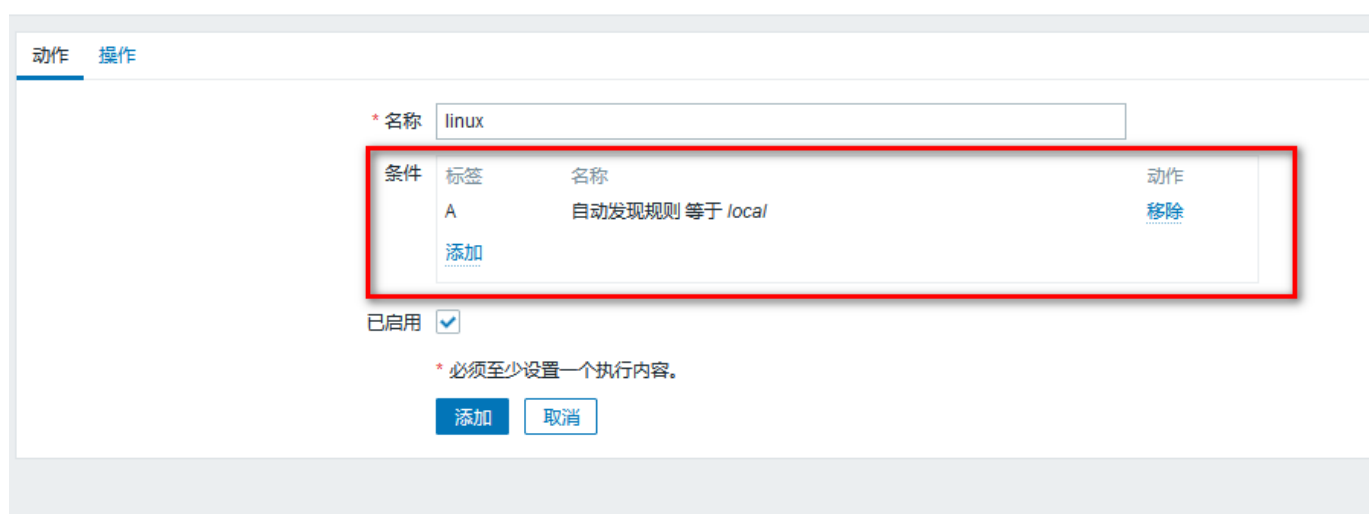 动作 操作
* 名称 linux
条件 标签 名称 动作
A 自动发现规则 等于 local 移除
添加
已启用
* 必须至少设置一个执行内容。
添加 取消